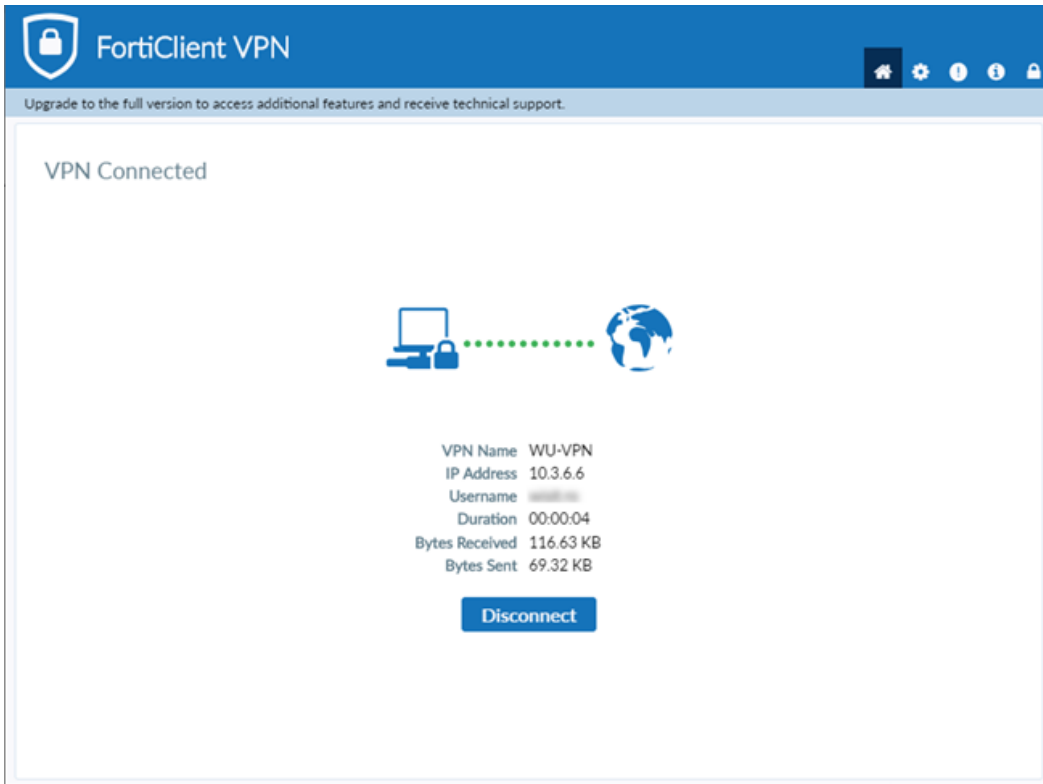 FortiClient VPN
Upgrade to the full version to access additional features and receive technical support.
VPN Connected
VPN Name WU-VPN
IP Address 10.3.6.6
Username
Duration 00:00:04
Bytes Received 116.63 KB
Bytes Sent 69.32 KB
Disconnect